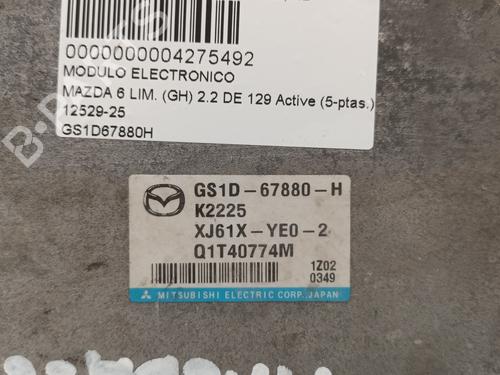 0000000004275492
MODULO ELECTRONICO
MAZDA 6 LIM. (GH) 2.2 DE 129 Active (5-ptas.)
12529-25
GS1D67880H
GS1D-67880-H
K2225
XJ61X-YE0-2
Q1T40774M
1Z02
0349
MITSUBISHI ELECTRIC CORP. JAPAN